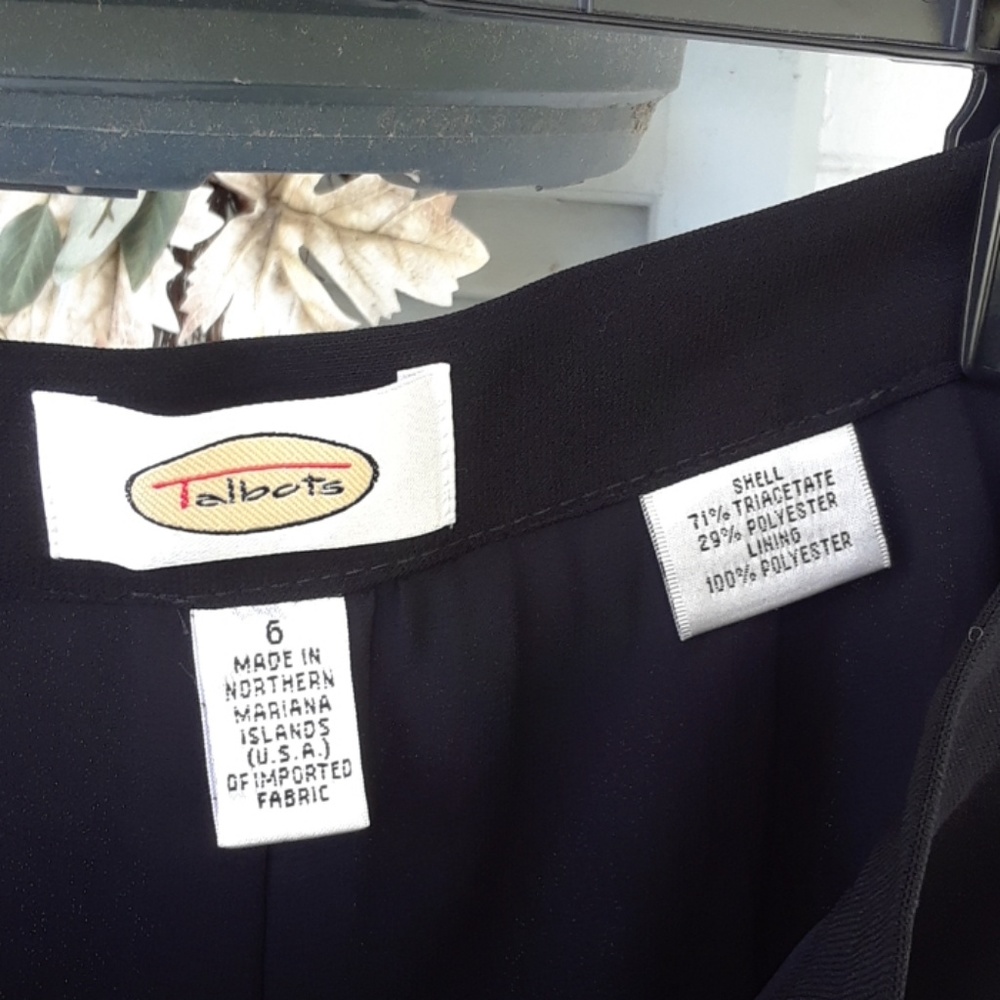 Talbots
6
MADE IN
NORTHERN
MARIANA
ISLANDS
(U.S.A.)
OF IMPORTED
FABRIC
SHELL
71% TRIACETATE
29% POLYESTER
LINING
100% POLYESTER